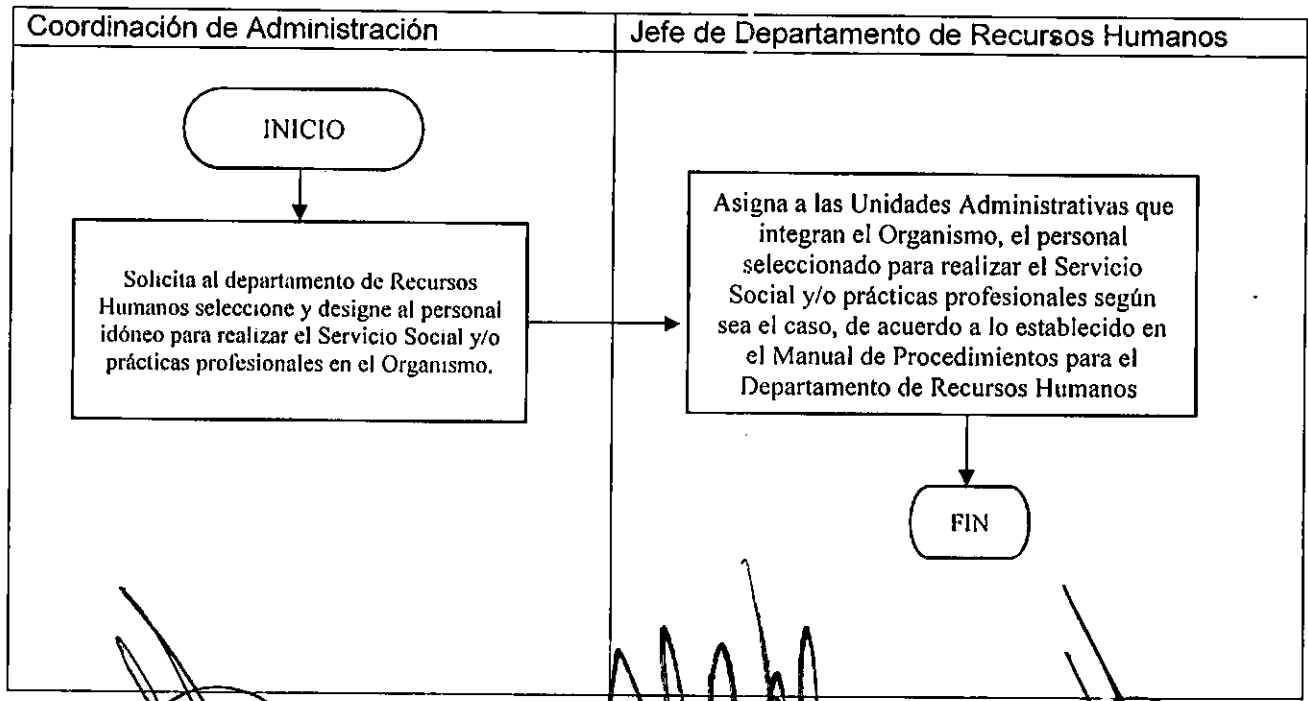 Coordinación de Administración
Jefe de Departamento de Recursos Humanos
INICIO
Solicita al departamento de Recursos
Humanos seleccione y designe al personal
idóneo para realizar el Servicio Social y/o
prácticas profesionales en el Organismo.
Asigna a las Unidades Administrativas que
integran el Organismo, el personal
seleccionado para realizar el Servicio
Social y/o prácticas profesionales según
sea el caso, de acuerdo a lo establecido en
el Manual de Procedimientos para el
Departamento de Recursos Humanos
FIN